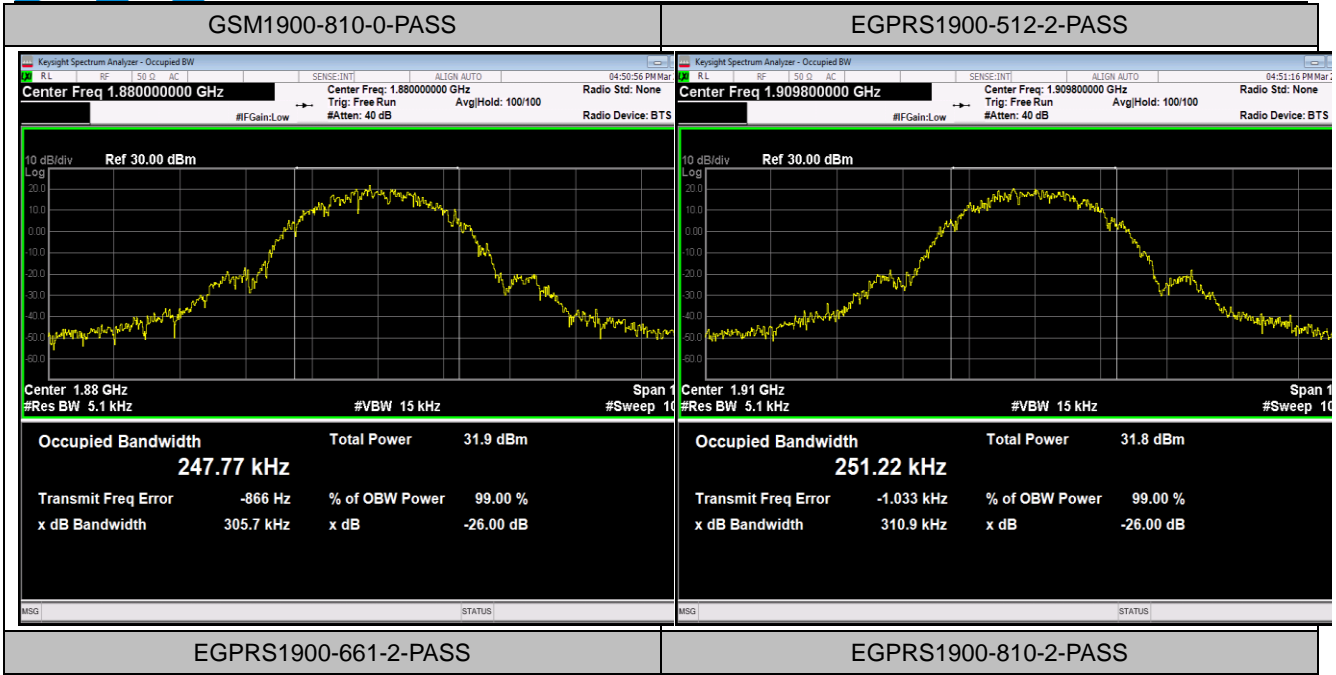 GSM1900-810-0-PASS
EGPRS1900-512-2-PASS
Keysight Spectrum Analyzer - Occupied BW
RL RF 50 Ω AC SENSE:INT ALIGN AUTO 04:50:56 PM Mar
Center Freq 1.880000000 GHz
Center Freq: 1.880000000 GHz
Radio Std: None
Trig: Free Run Avg|Hold: 100/100
#IFGain:Low #Atten: 40 dB Radio Device: BTS
10 dB/div Ref 30.00 dBm
Log
20.0
10.0
0.00
-10.0
-20.0
-30.0
-40.0
-50.0
-60.0
Center 1.88 GHz Span 1
#Res BW 5.1 kHz #VBW 15 kHz #Sweep 10
Occupied Bandwidth Total Power 31.9 dBm
247.77 kHz
Transmit Freq Error -866 Hz % of OBW Power 99.00 %
x dB Bandwidth 305.7 kHz x dB -26.00 dB
MSG STATUS
Keysight Spectrum Analyzer - Occupied BW
RL RF 50 Ω AC SENSE:INT ALIGN AUTO 04:51:16 PM Mar 2
Center Freq 1.909800000 GHz
Center Freq: 1.909800000 GHz
Radio Std: None
Trig: Free Run Avg|Hold: 100/100
#IFGain:Low #Atten: 40 dB Radio Device: BTS
10 dB/div Ref 30.00 dBm
Log
20.0
10.0
0.00
-10.0
-20.0
-30.0
-40.0
-50.0
-60.0
Center 1.91 GHz Span 1
#Res BW 5.1 kHz #VBW 15 kHz #Sweep 10
Occupied Bandwidth Total Power 31.8 dBm
251.22 kHz
Transmit Freq Error -1.033 kHz % of OBW Power 99.00 %
x dB Bandwidth 310.9 kHz x dB -26.00 dB
MSG STATUS
EGPRS1900-661-2-PASS
EGPRS1900-810-2-PASS